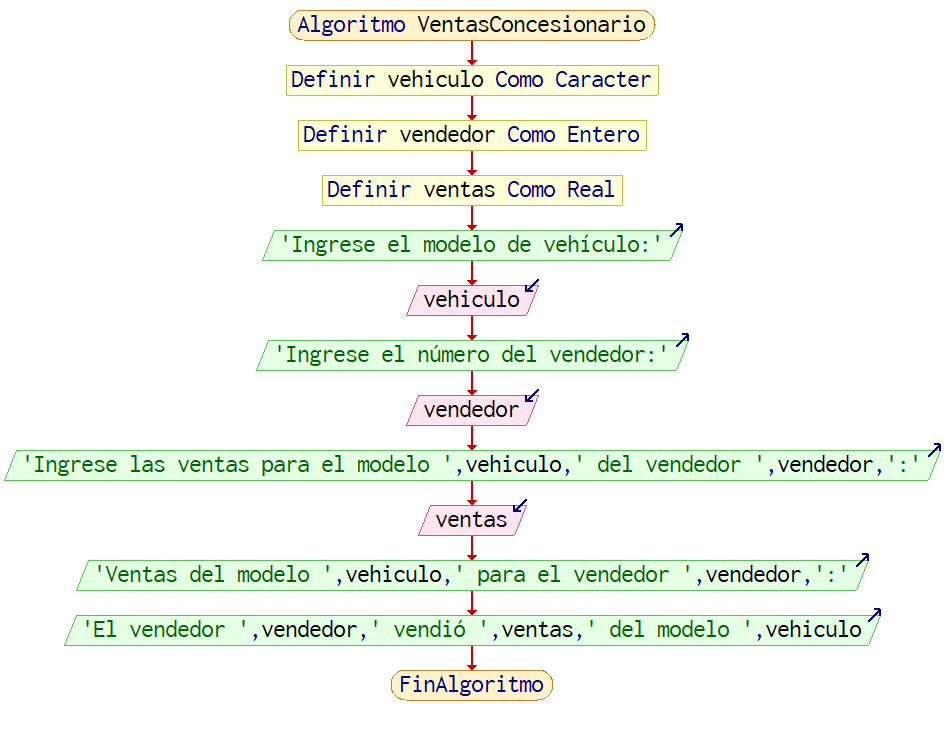 Algoritmo VentasConcesionario
Definir vehiculo Como Caracter
Definir vendedor Como Entero
Definir ventas Como Real
'Ingrese el modelo de vehículo:'
vehiculo
'Ingrese el número del vendedor:'
vendedor
'Ingrese las ventas para el modelo ',vehiculo,' del vendedor ',vendedor,':'
ventas
'Ventas del modelo ',vehiculo,' para el vendedor ',vendedor,':'
'El vendedor ',vendedor,' vendió ',ventas,' del modelo ',vehiculo
FinAlgoritmo